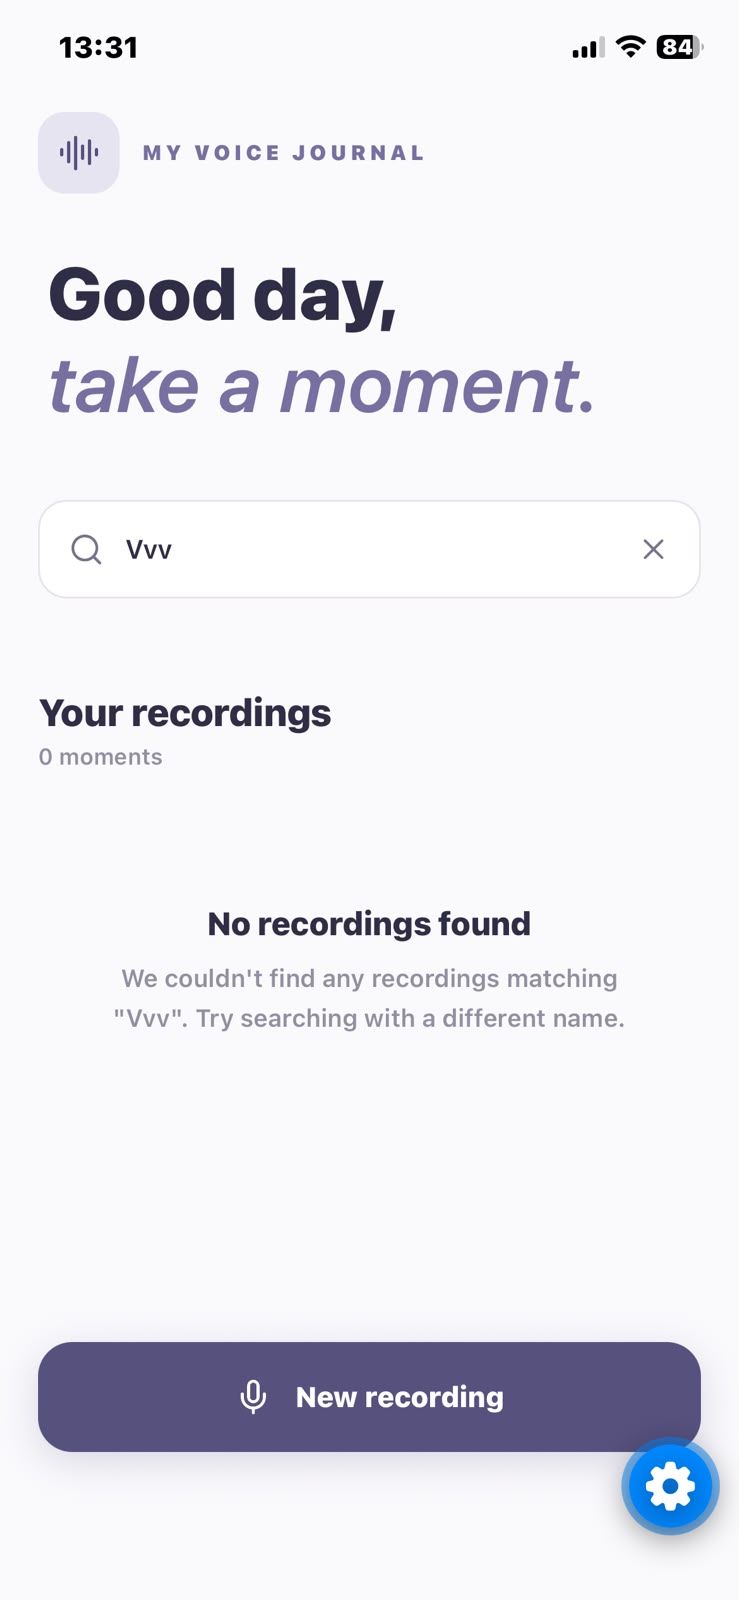 13:31
84
MY VOICE JOURNAL
Good day,
take a moment.
Vvv
Your recordings
0 moments
No recordings found
We couldn't find any recordings matching
"Vvv". Try searching with a different name.
New recording